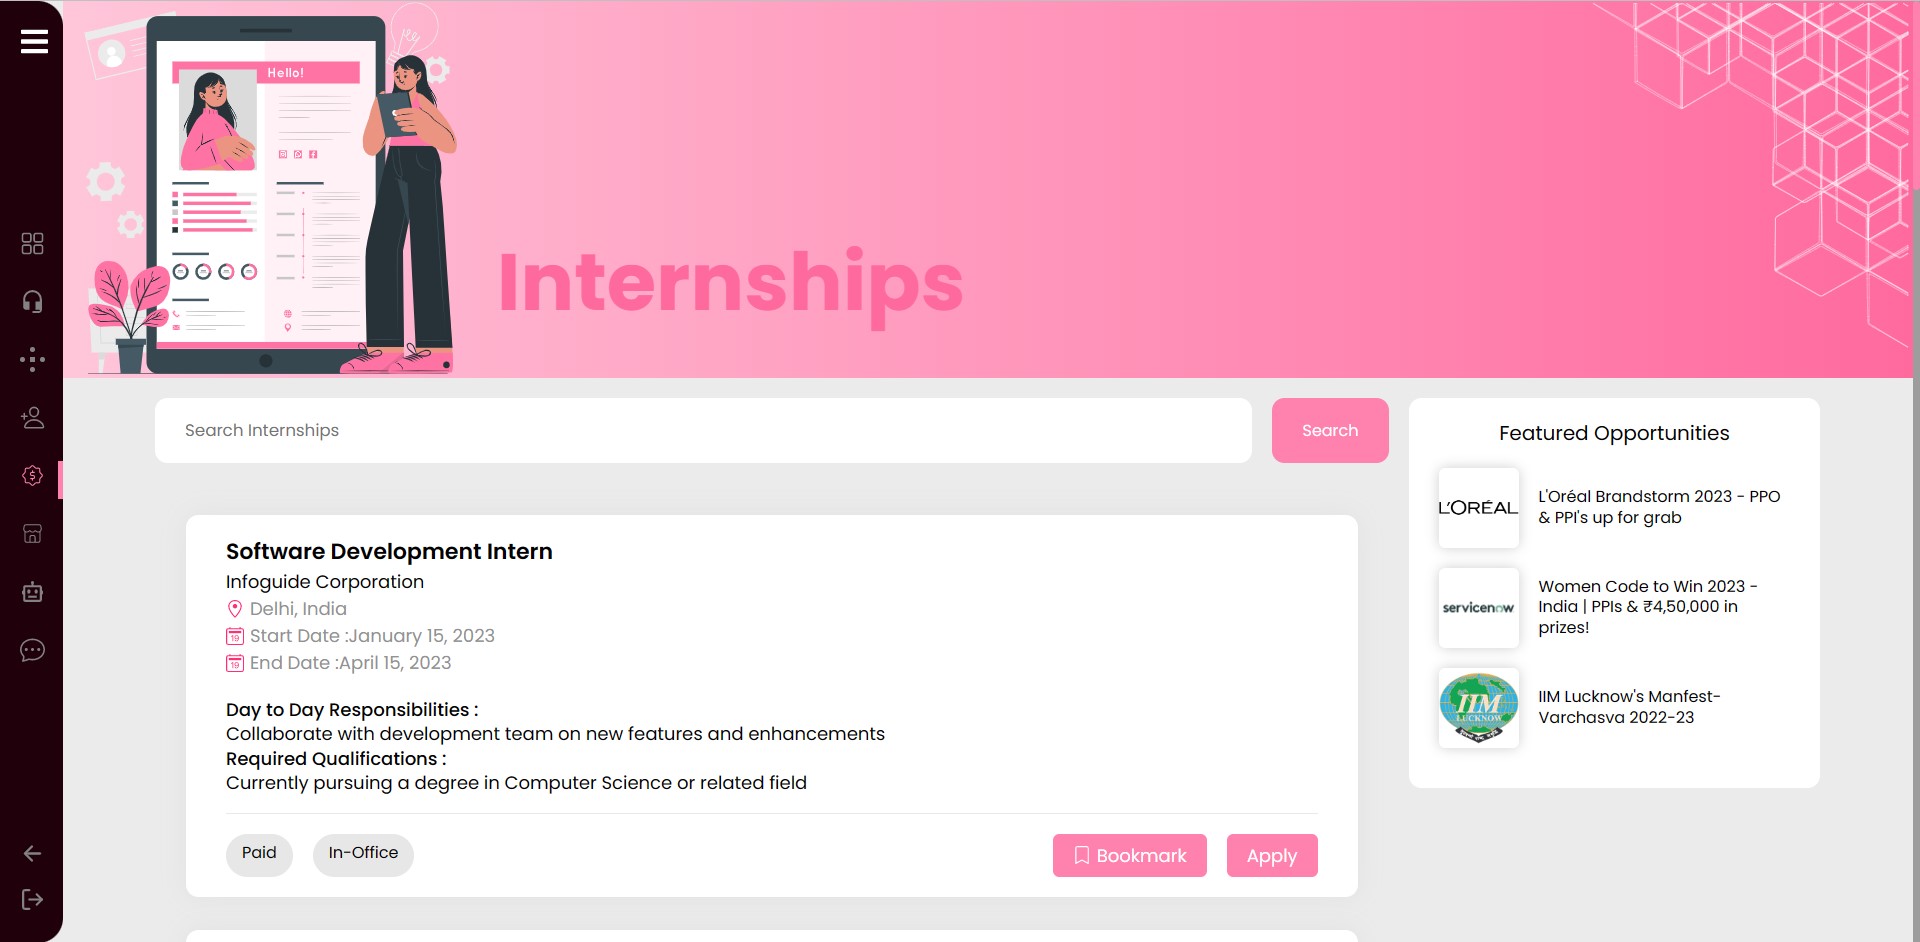 Hello!
Internships
Search Internships
Search
Software Development Intern
Infoguide Corporation
Delhi, India
19 Start Date :January 15, 2023
19 End Date :April 15, 2023
Day to Day Responsibilities :
Collaborate with development team on new features and enhancements
Required Qualifications :
Currently pursuing a degree in Computer Science or related field
Paid
In-Office
Bookmark
Apply
Featured Opportunities
L'ORÉAL
L'Oréal Brandstorm 2023 - PPO
& PPI's up for grab
servicenow
Women Code to Win 2023 -
India | PPIs & ₹4,50,000 in
prizes!
IIM
LUCKNOW
IIM Lucknow's Manfest-
Varchasva 2022-23